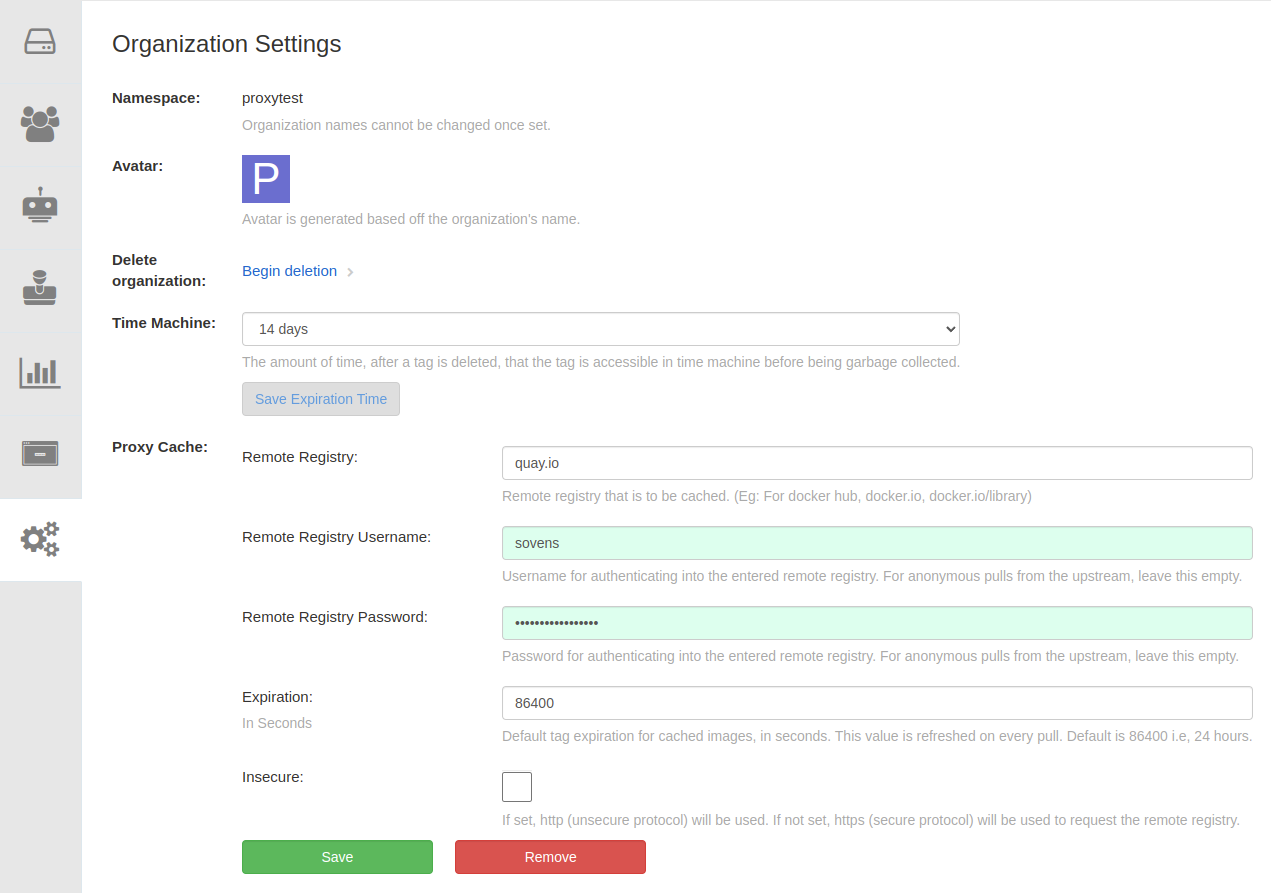 Organization Settings
Namespace:
proxytest
Organization names cannot be changed once set.
Avatar:
P
Avatar is generated based off the organization's name.
Delete
organization:
Begin deletion
Time Machine:
14 days
The amount of time, after a tag is deleted, that the tag is accessible in time machine before being garbage collected.
Save Expiration Time
Proxy Cache:
Remote Registry:
quay.io
Remote registry that is to be cached. (Eg: For docker hub, docker.io, docker.io/library)
Remote Registry Username:
sovens
Username for authenticating into the entered remote registry. For anonymous pulls from the upstream, leave this empty.
Remote Registry Password:
•••••••••••••••••
Password for authenticating into the entered remote registry. For anonymous pulls from the upstream, leave this empty.
Expiration:
In Seconds
86400
Default tag expiration for cached images, in seconds. This value is refreshed on every pull. Default is 86400 i.e, 24 hours.
Insecure:
If set, http (unsecure protocol) will be used. If not set, https (secure protocol) will be used to request the remote registry.
Save
Remove